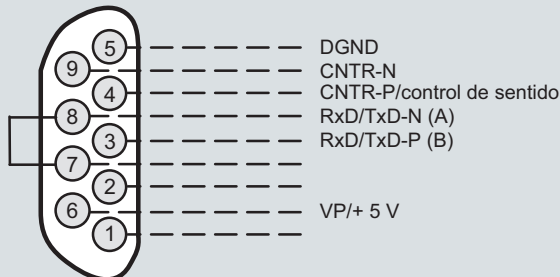 5 DGND
9 CNTR-N
4 CNTR-P/control de sentido
8 RxD/TxD-N (A)
3 RxD/TxD-P (B)
7
2
6 VP/+ 5 V
1